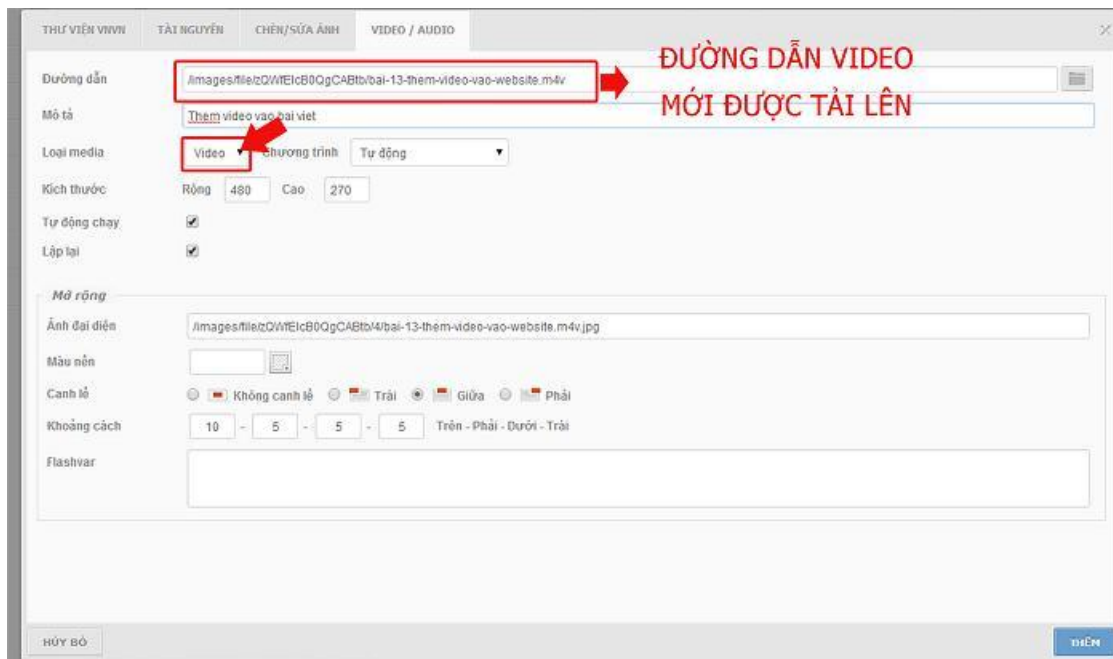 THƯ VIỆN VNVN TÀI NGUYÊN CHÈN/SỬA ẢNH VIDEO / AUDIO
ĐƯỜNG DẪN VIDEO
Đường dẫn /images/file/zQWfEIcB0QgCABtb/bai-13-them-video-vao-website.m4v
MỚI ĐƯỢC TẢI LÊN
Mô tả Them video vao bai viet
Loại media Video Chương trình Tự động
Kích thước Rộng 480 Cao 270
Tự động chạy
Lập lại
Mở rộng
Ảnh đại diện /images/file/zQWfEIcB0QgCABtb/4/bai-13-them-video-vao-website.m4v.jpg
Màu nền
Canh lề Không canh lề Trái Giữa Phải
Khoảng cách 10 - 5 - 5 - 5 Trên - Phải - Dưới - Trái
Flashvar
HỦY BỎ THÊM